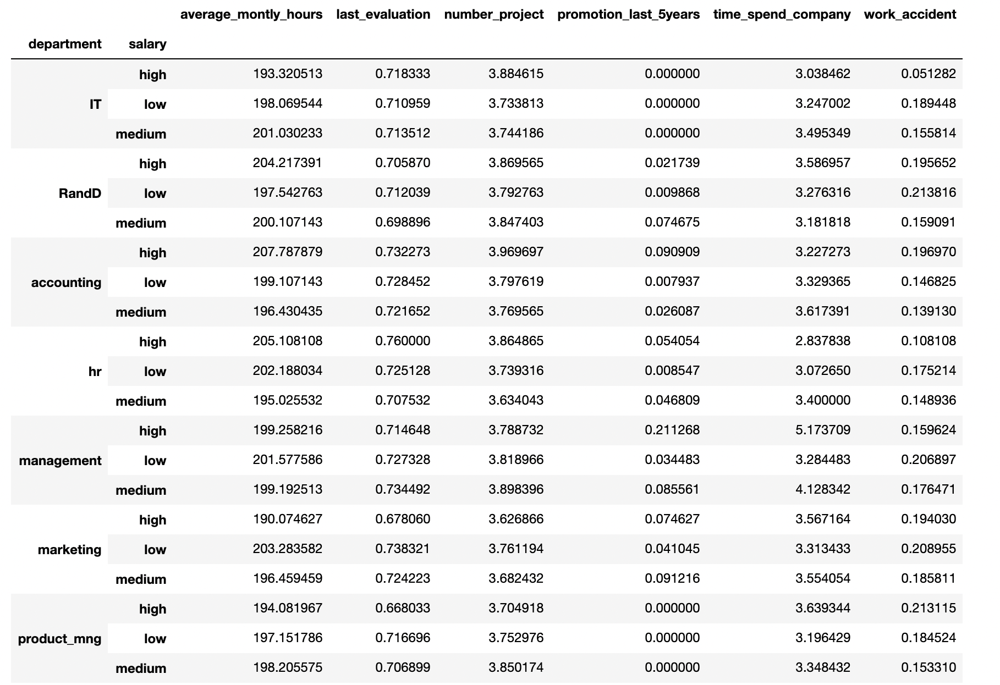 average_montly_hours last_evaluation number_project promotion_last_5years time_spend_company work_accident
department salary
high 193.320513 0.718333 3.884615 0.000000 3.038462 0.051282
IT low 198.069544 0.710959 3.733813 0.000000 3.247002 0.189448
medium 201.030233 0.713512 3.744186 0.000000 3.495349 0.155814
high 204.217391 0.705870 3.869565 0.021739 3.586957 0.195652
RandD low 197.542763 0.712039 3.792763 0.009868 3.276316 0.213816
medium 200.107143 0.698896 3.847403 0.074675 3.181818 0.159091
high 207.787879 0.732273 3.969697 0.090909 3.227273 0.196970
accounting low 199.107143 0.728452 3.797619 0.007937 3.329365 0.146825
medium 196.430435 0.721652 3.769565 0.026087 3.617391 0.139130
high 205.108108 0.760000 3.864865 0.054054 2.837838 0.108108
hr low 202.188034 0.725128 3.739316 0.008547 3.072650 0.175214
medium 195.025532 0.707532 3.634043 0.046809 3.400000 0.148936
high 199.258216 0.714648 3.788732 0.211268 5.173709 0.159624
management low 201.577586 0.727328 3.818966 0.034483 3.284483 0.206897
medium 199.192513 0.734492 3.898396 0.085561 4.128342 0.176471
high 190.074627 0.678060 3.626866 0.074627 3.567164 0.194030
marketing low 203.283582 0.738321 3.761194 0.041045 3.313433 0.208955
medium 196.459459 0.724223 3.682432 0.091216 3.554054 0.185811
high 194.081967 0.668033 3.704918 0.000000 3.639344 0.213115
product_mng low 197.151786 0.716696 3.752976 0.000000 3.196429 0.184524
medium 198.205575 0.706899 3.850174 0.000000 3.348432 0.153310